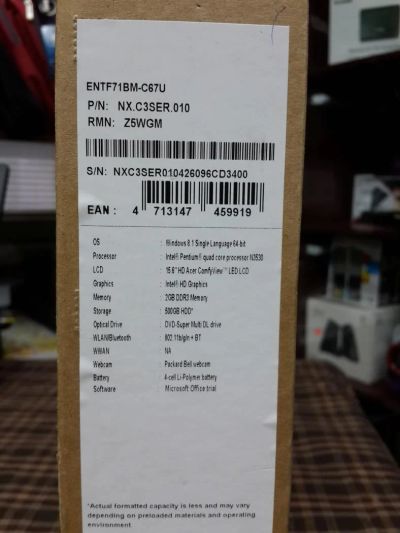 ENTF71BM-C67U
P/N: NX.C3SER.010
RMN: Z5WGM
S/N: NXC3SER010426096CD3400
EAN : 4 713147 459919
OS : Windows 8.1 Single Language 64-bit
Processor : Intel® Pentium® quad core processor N3530
LCD : 15.6" HD Acer ComfyView™ LED LCD
Graphics : Intel® HD Graphics
Memory : 2GB DDR3 Memory
Storage : 500GB HDD*
Optical Drive : DVD-Super Multi DL drive
WLAN/Bluetooth : 802.11b/g/n + BT
WWAN : NA
Webcam : Packard Bell webcam
Battery : 4-cell Li-Polymer battery
Software : Microsoft Office trial
*Actual formatted capacity is less and may vary
depending on preloaded materials and operating
environment.